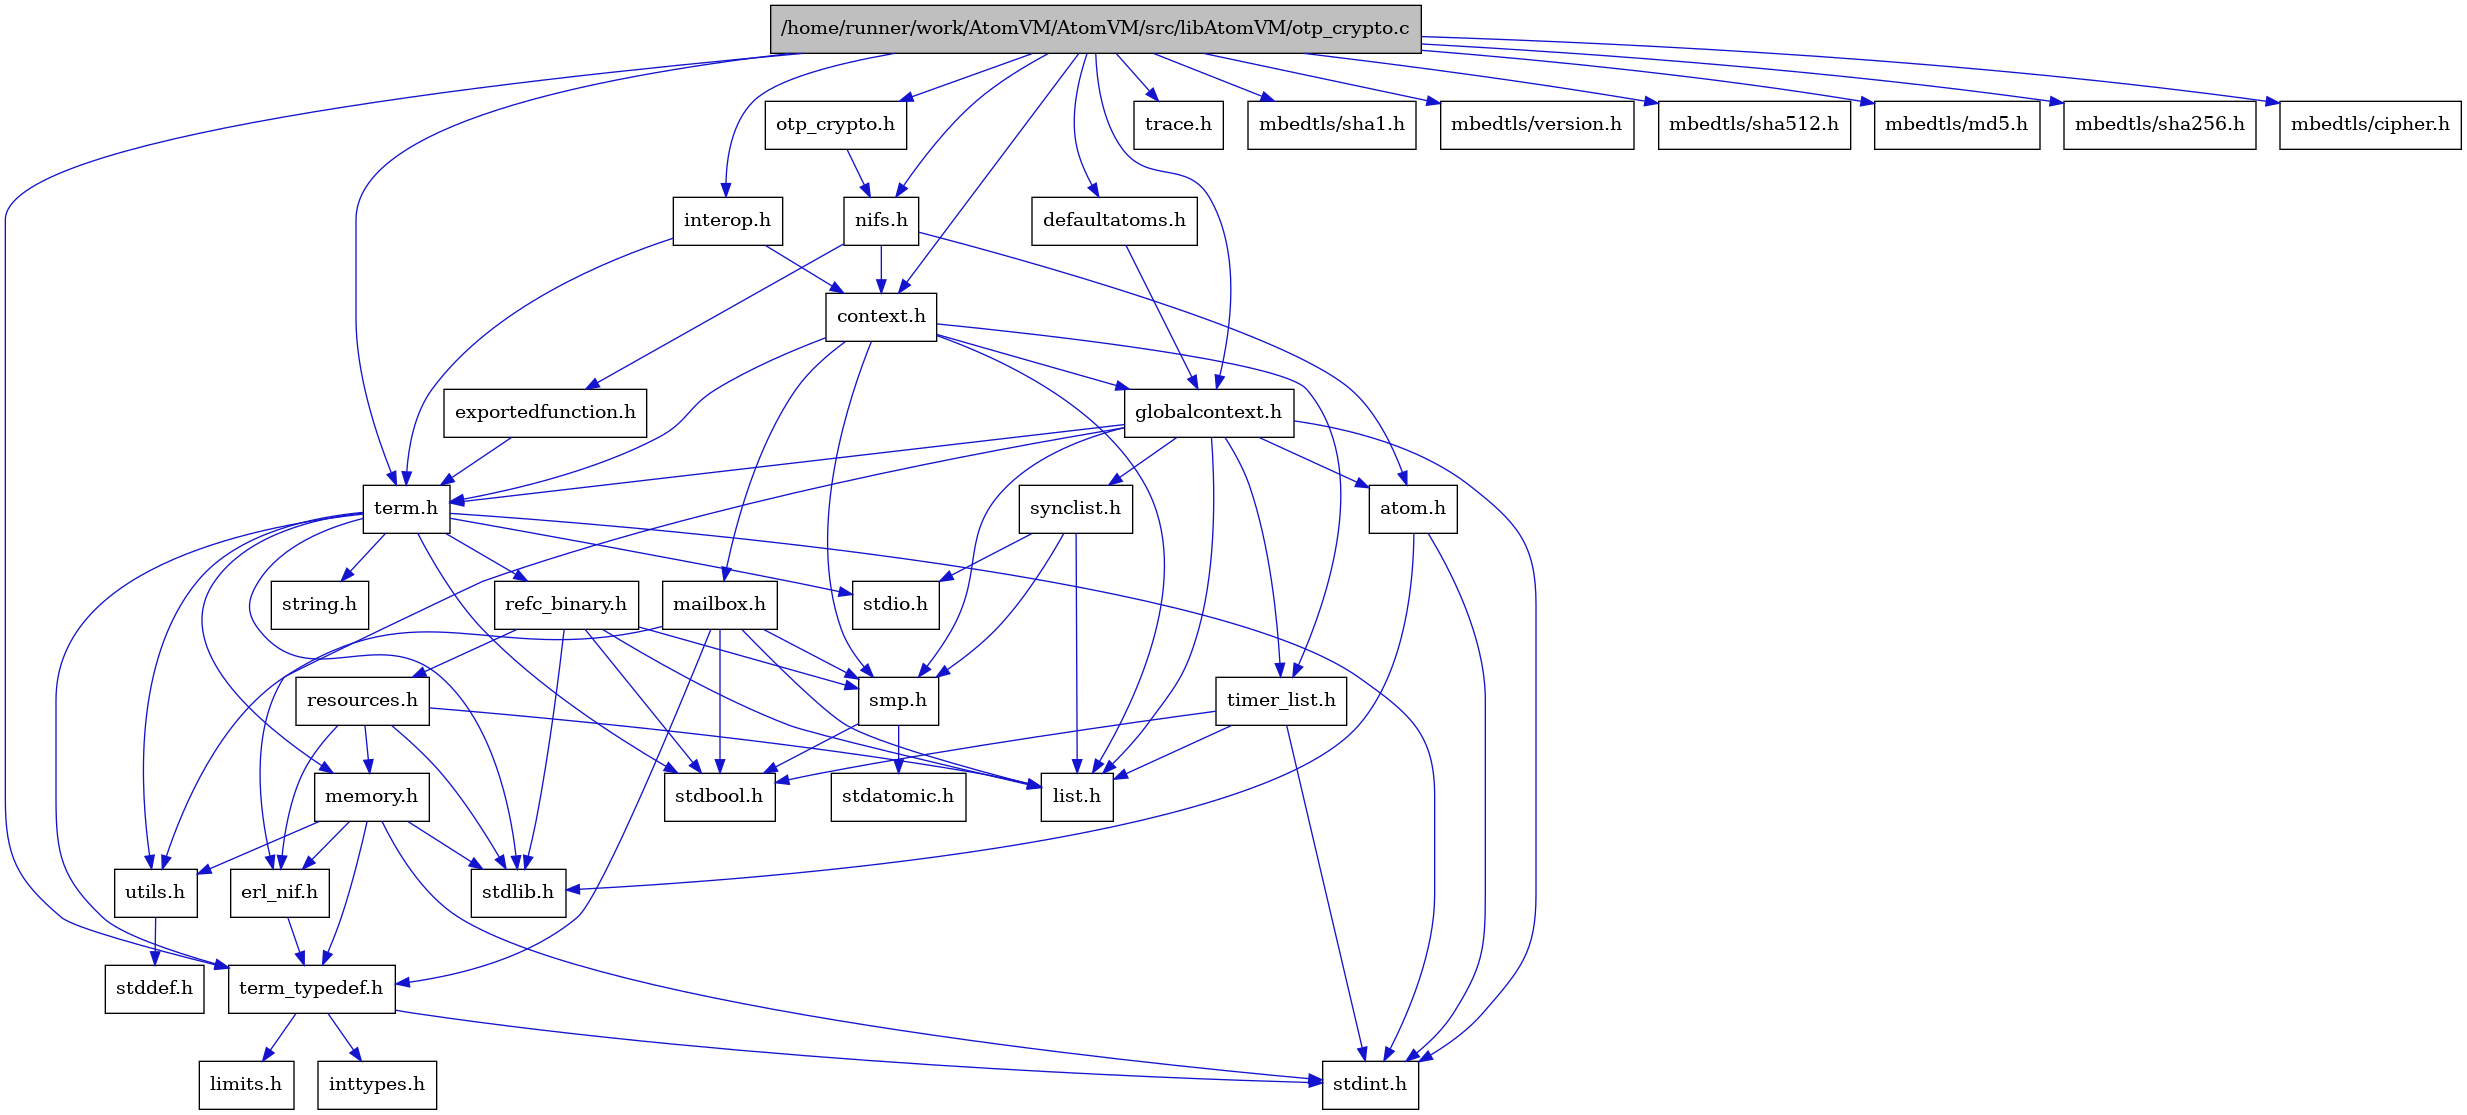 /home/runner/work/AtomVM/AtomVM/src/libAtomVM/otp_crypto.c
otp_crypto.h
trace.h
mbedtls/sha1.h
mbedtls/version.h
mbedtls/sha512.h
mbedtls/md5.h
mbedtls/sha256.h
mbedtls/cipher.h
interop.h
nifs.h
defaultatoms.h
context.h
exportedfunction.h
globalcontext.h
term.h
synclist.h
atom.h
string.h
refc_binary.h
mailbox.h
stdio.h
resources.h
smp.h
timer_list.h
memory.h
stdbool.h
stdatomic.h
list.h
utils.h
erl_nif.h
stdlib.h
stddef.h
term_typedef.h
limits.h
inttypes.h
stdint.h